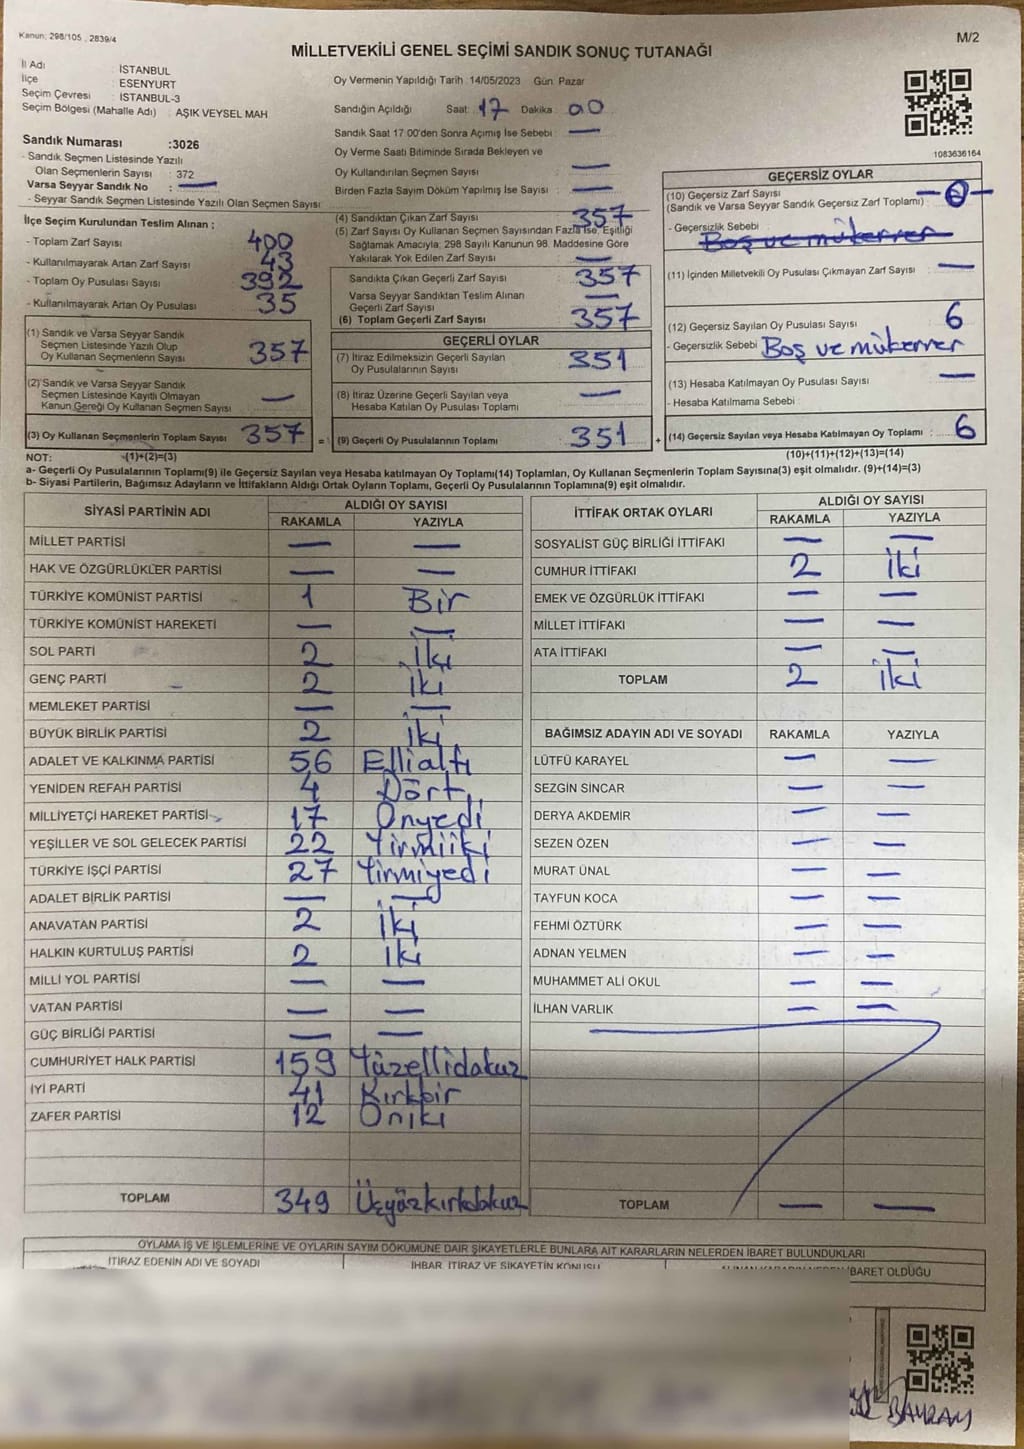 Kanun: 298/105 , 2839/4
M/2
MİLLETVEKİLİ GENEL SEÇİMİ SANDIK SONUÇ TUTANAĞI
İl Adı : İSTANBUL
İlçe : ESENYURT
Seçim Çevresi : İSTANBUL-3
Seçim Bölgesi (Mahalle Adı) : AŞIK VEYSEL MAH
Sandık Numarası :3026
- Sandık Seçmen Listesinde Yazılı
Olan Seçmenlerin Sayısı : 372
Varsa Seyyar Sandık No : —
- Seyyar Sandık Seçmen Listesinde Yazılı Olan Seçmen Sayısı
Oy Vermenin Yapıldığı Tarih :14/05/2023 Gün: Pazar
Sandığın Açıldığı Saat: 17 Dakika: 00
Sandık Saat 17:00'den Sonra Açımış İse Sebebi : —
Oy Verme Saati Bitiminde Sırada Bekleyen ve
Oy Kullandırılan Seçmen Sayısı : —
Birden Fazla Sayım Döküm Yapılmış İse Sayısı : —
1083636164
İlçe Seçim Kurulundan Teslim Alınan :
- Toplam Zarf Sayısı : 400
- Kullanılmayarak Artan Zarf Sayısı : 43
- Toplam Oy Pusulası Sayısı : 392
- Kullanılmayarak Artan Oy Pusulası : 35
(1) Sandık ve Varsa Seyyar Sandık
Seçmen Listesinde Yazılı Olup
Oy Kullanan Seçmenlerin Sayısı : 357
(2) Sandık ve Varsa Seyyar Sandık
Seçmen Listesinde Kayıtlı Olmayan
Kanun Gereği Oy Kullanan Seçmen Sayısı : —
(3) Oy Kullanan Seçmenlerin Toplam Sayısı : 357 =
(4) Sandıktan Çıkan Zarf Sayısı : 357
(5) Zarf Sayısı Oy Kullanan Seçmen Sayısından Fazla İse, Eşitliği
Sağlamak Amacıyla; 298 Sayılı Kanunun 98. Maddesine Göre
Yakılarak Yok Edilen Zarf Sayısı : —
Sandıkta Çıkan Geçerli Zarf Sayısı : 357
Varsa Seyyar Sandıktan Teslim Alınan
Geçerli Zarf Sayısı : —
(6) Toplam Geçerli Zarf Sayısı : 357
GEÇERLİ OYLAR
(7) İtiraz Edilmeksizin Geçerli Sayılan
Oy Pusulalarının Sayısı : 351
(8) İtiraz Üzerine Geçerli Sayılan veya
Hesaba Katılan Oy Pusulası Toplamı : —
(9) Geçerli Oy Pusulalarının Toplamı : 351 +
GEÇERSİZ OYLAR
(10) Geçersiz Zarf Sayısı
(Sandık ve Varsa Seyyar Sandık Geçersiz Zarf Toplamı) : -0-
- Geçersizlik Sebebi : Boş ve mükerrer
(11) İçinden Milletvekili Oy Pusulası Çıkmayan Zarf Sayısı : —
(12) Geçersiz Sayılan Oy Pusulası Sayısı : 6
- Geçersizlik Sebebi : Boş ve mükerrer
(13) Hesaba Katılmayan Oy Pusulası Sayısı : —
- Hesaba Katılmama Sebebi :
(14) Geçersiz Sayılan veya Hesaba Katılmayan Oy Toplamı : 6
NOT: (1)+(2)=(3)
(10)+(11)+(12)+(13)=(14)
a- Geçerli Oy Pusulalarının Toplamı(9) ile Geçersiz Sayılan veya Hesaba katılmayan Oy Toplamı(14) Toplamları, Oy Kullanan Seçmenlerin Toplam Sayısına(3) eşit olmalıdır. (9)+(14)=(3)
b- Siyasi Partilerin, Bağımsız Adayların ve İttifakların Aldığı Ortak Oyların Toplamı, Geçerli Oy Pusulalarının Toplamına(9) eşit olmalıdır.
SİYASİ PARTİNİN ADI ALDIĞI OY SAYISI
RAKAMLA YAZIYLA
MİLLET PARTİSİ — —
HAK VE ÖZGÜRLÜKLER PARTİSİ — —
TÜRKİYE KOMÜNİST PARTİSİ 1 Bir
TÜRKİYE KOMÜNİST HAREKETİ — —
SOL PARTİ 2 İki
GENÇ PARTİ 2 İki
MEMLEKET PARTİSİ — —
BÜYÜK BİRLİK PARTİSİ 2 İki
ADALET VE KALKINMA PARTİSİ 56 Ellialtı
YENİDEN REFAH PARTİSİ 4 Dört
MİLLİYETÇİ HAREKET PARTİSİ 17 Onyedi
YEŞİLLER VE SOL GELECEK PARTİSİ 22 Yirmiiki
TÜRKİYE İŞÇİ PARTİSİ 27 Yirmiyedi
ADALET BİRLİK PARTİSİ — —
ANAVATAN PARTİSİ 2 İki
HALKIN KURTULUŞ PARTİSİ 2 İki
MİLLİ YOL PARTİSİ — —
VATAN PARTİSİ — —
GÜÇ BİRLİĞİ PARTİSİ — —
CUMHURİYET HALK PARTİSİ 159 Yüzellidokuz
İYİ PARTİ 41 Kırkbir
ZAFER PARTİSİ 12 Oniki
TOPLAM 349 Üçyüzkırkdokuz
İTTİFAK ORTAK OYLARI ALDIĞI OY SAYISI
RAKAMLA YAZIYLA
SOSYALİST GÜÇ BİRLİĞİ İTTİFAKI — —
CUMHUR İTTİFAKI 2 İki
EMEK VE ÖZGÜRLÜK İTTİFAKI — —
MİLLET İTTİFAKI — —
ATA İTTİFAKI — —
TOPLAM 2 İki
BAĞIMSIZ ADAYIN ADI VE SOYADI RAKAMLA YAZIYLA
LÜTFÜ KARAYEL — —
SEZGİN SİNCAR — —
DERYA AKDEMİR — —
SEZEN ÖZEN — —
MURAT ÜNAL — —
TAYFUN KOCA — —
FEHMİ ÖZTÜRK — —
ADNAN YELMEN — —
MUHAMMET ALİ OKUL — —
İLHAN VARLIK — —
TOPLAM — —
OYLAMA İŞ VE İŞLEMLERİNE VE OYLARIN SAYIM DÖKÜMÜNE DAİR ŞİKAYETLERLE BUNLARA AİT KARARLARIN NELERDEN İBARET BULUNDUKLARI
İTİRAZ EDENİN ADI VE SOYADI İHBAR, İTİRAZ VE ŞİKAYETİN KONUSU İBARET OLDUĞU
BAYRAM